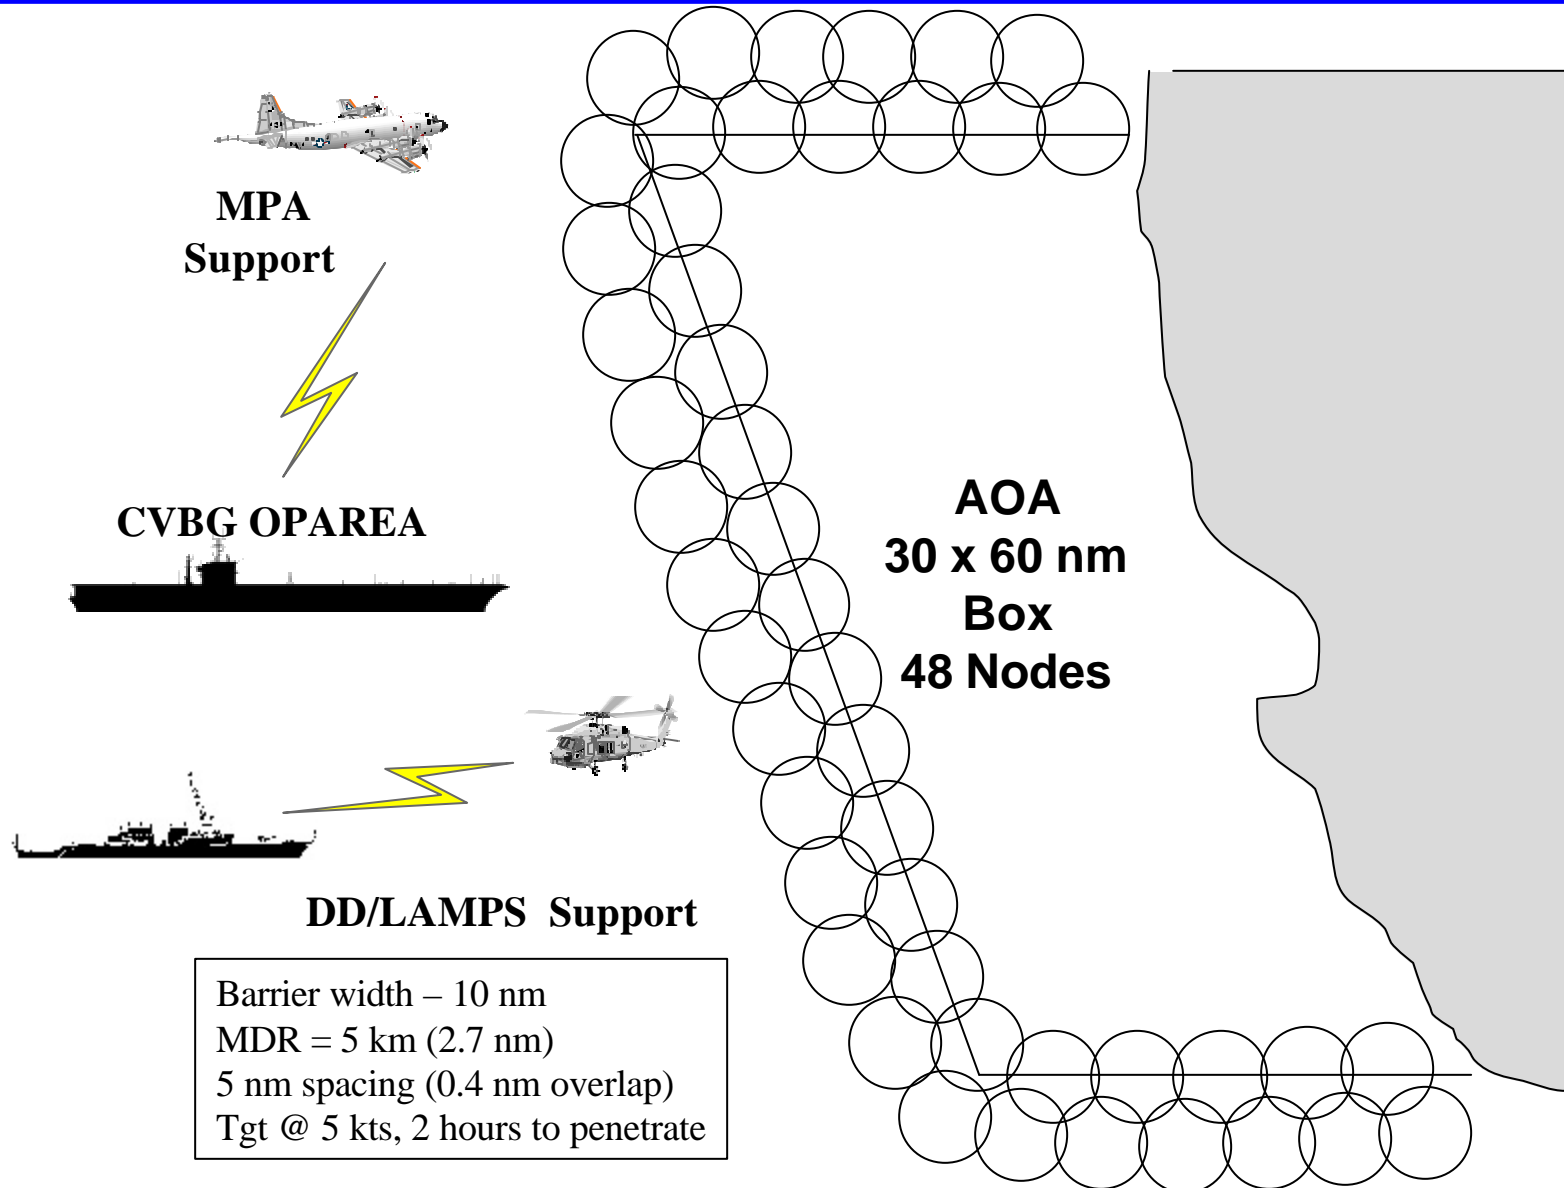 MPA
Support
CVBG OPAREA
AOA
30 x 60 nm
Box
48 Nodes
DD/LAMPS Support
Barrier width – 10 nm
MDR = 5 km (2.7 nm)
5 nm spacing (0.4 nm overlap)
Tgt @ 5 kts, 2 hours to penetrate